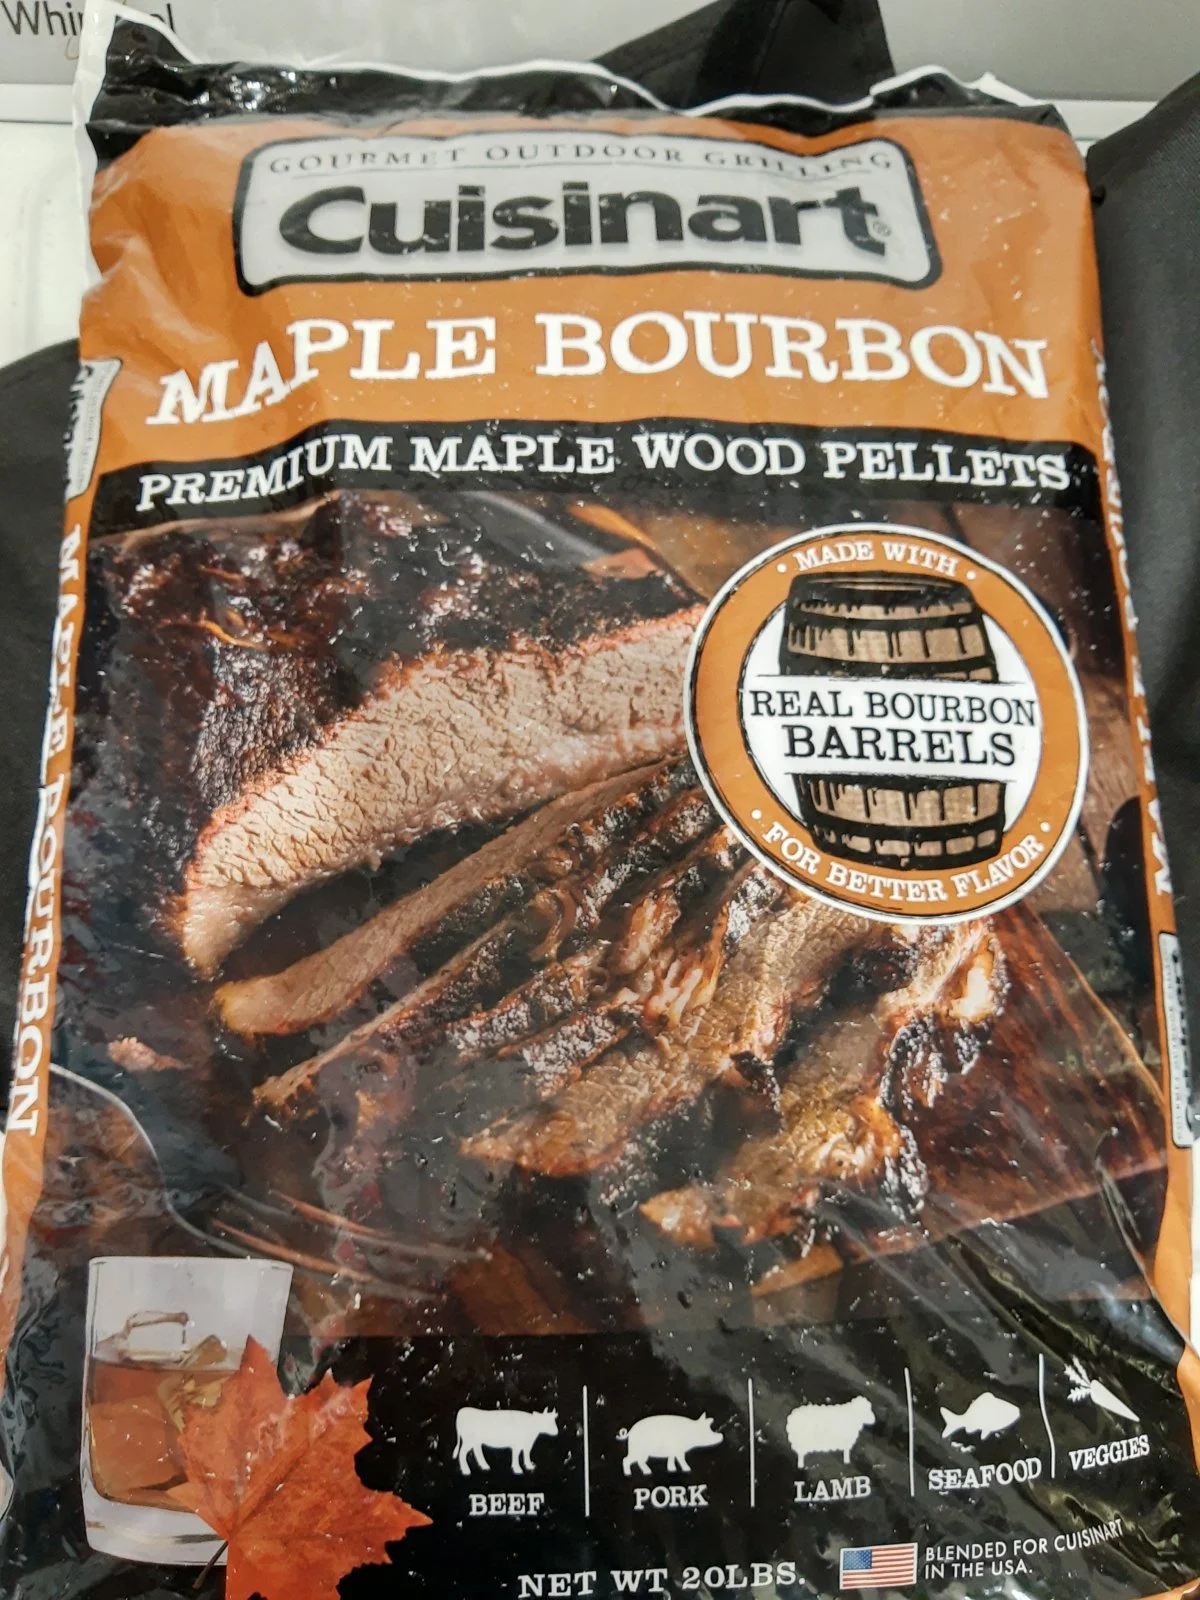 GOURMET OUTDOOR GRILLING
Cuisinart®
MAPLE BOURBON
PREMIUM MAPLE WOOD PELLETS
• MADE WITH •
REAL BOURBON
BARRELS
• FOR BETTER FLAVOR •
MAPLE BOURBON
BEEF
PORK
LAMB
SEAFOOD
VEGGIES
NET WT 20LBS.
BLENDED FOR CUISINART
IN THE USA.